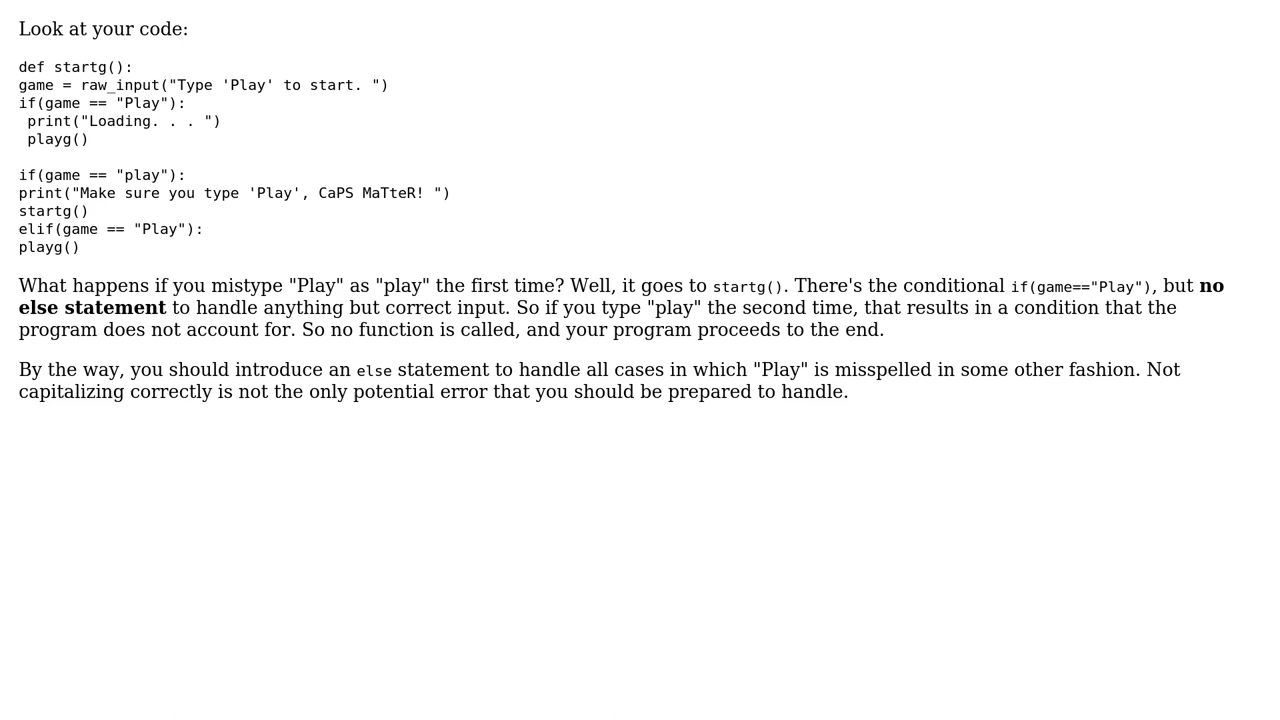 Look at your code:
def startg():
game = raw_input("Type 'Play' to start. ")
if(game == "Play"):
 print("Loading. . . ")
 playg()

if(game == "play"):
print("Make sure you type 'Play', CaPS MaTteR! ")
startg()
elif(game == "Play"):
playg()
What happens if you mistype "Play" as "play" the first time? Well, it goes to startg(). There's the conditional if(game=="Play"), but no
else statement to handle anything but correct input. So if you type "play" the second time, that results in a condition that the
program does not account for. So no function is called, and your program proceeds to the end.
By the way, you should introduce an else statement to handle all cases in which "Play" is misspelled in some other fashion. Not
capitalizing correctly is not the only potential error that you should be prepared to handle.